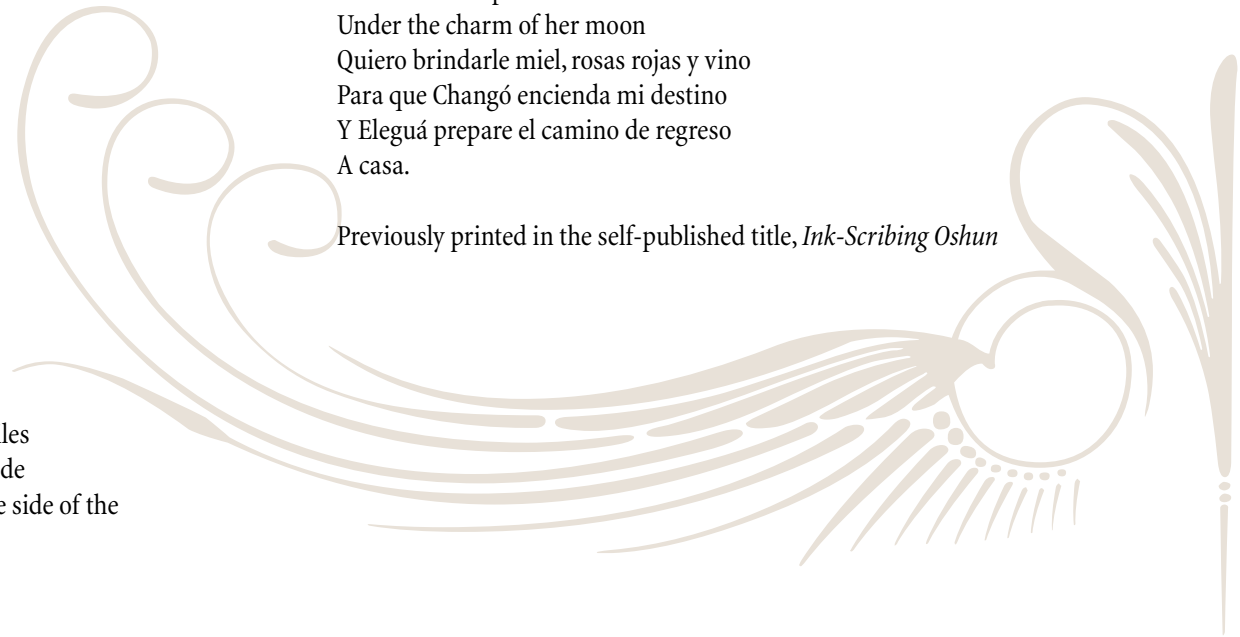 Under the charm of her moon
Quiero brindarle miel, rosas rojas y vino
Para que Changó encienda mi destino
Y Eleguá prepare el camino de regreso
A casa.
Previously printed in the self-published title, Ink-Scribing Oshun
side of the